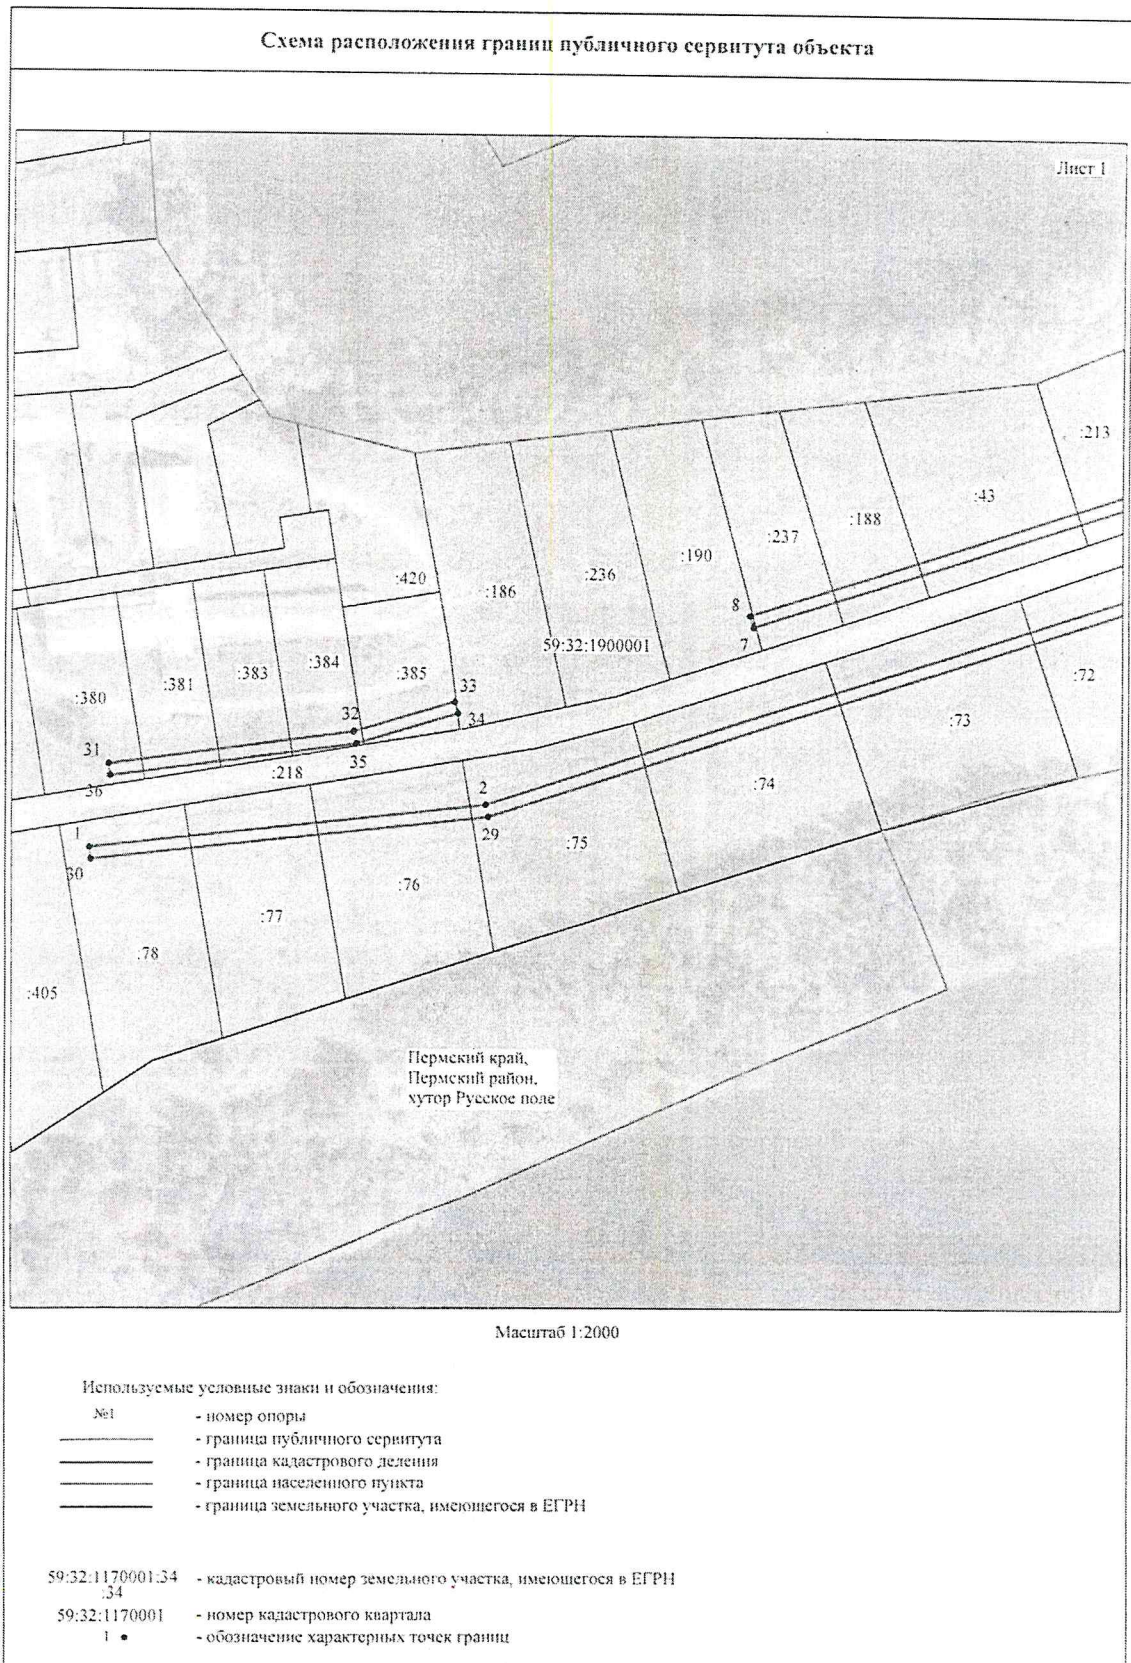 Схема расположения границ публичного сервитута объекта
Лист 1
:213
:43
:188
:237
:190
:236
:420
:186
8
7
59:32:1900001
:385
:384
:383
:381
:380
:72
:73
33
34
32
35
31
36
:218
2
29
:74
:75
1
30
:76
:77
:78
:405
Пермский край,
Пермский район,
хутор Русское поле
Масштаб 1:2000
Используемые условные знаки и обозначения:
№1 - номер опоры
- граница публичного сервитута
- граница кадастрового деления
- граница населенного пункта
- граница земельного участка, имеющегося в ЕГРН
59:32:1170001:34 - кадастровый номер земельного участка, имеющегося в ЕГРН
:34
59:32:1170001 - номер кадастрового квартала
1 - обозначение характерных точек границ